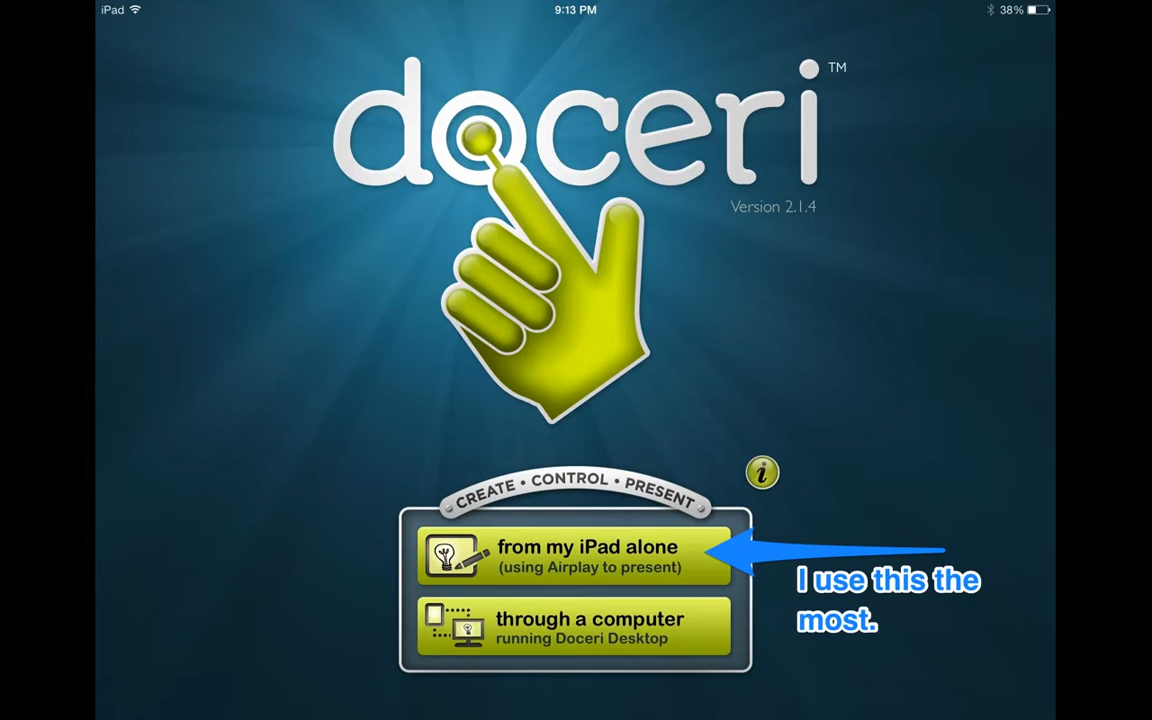 iPad
9:13 PM
38%
doceri TM
Version 2.1.4
CREATE • CONTROL • PRESENT
i
from my iPad alone
(using Airplay to present)
I use this the
most.
through a computer
running Doceri Desktop